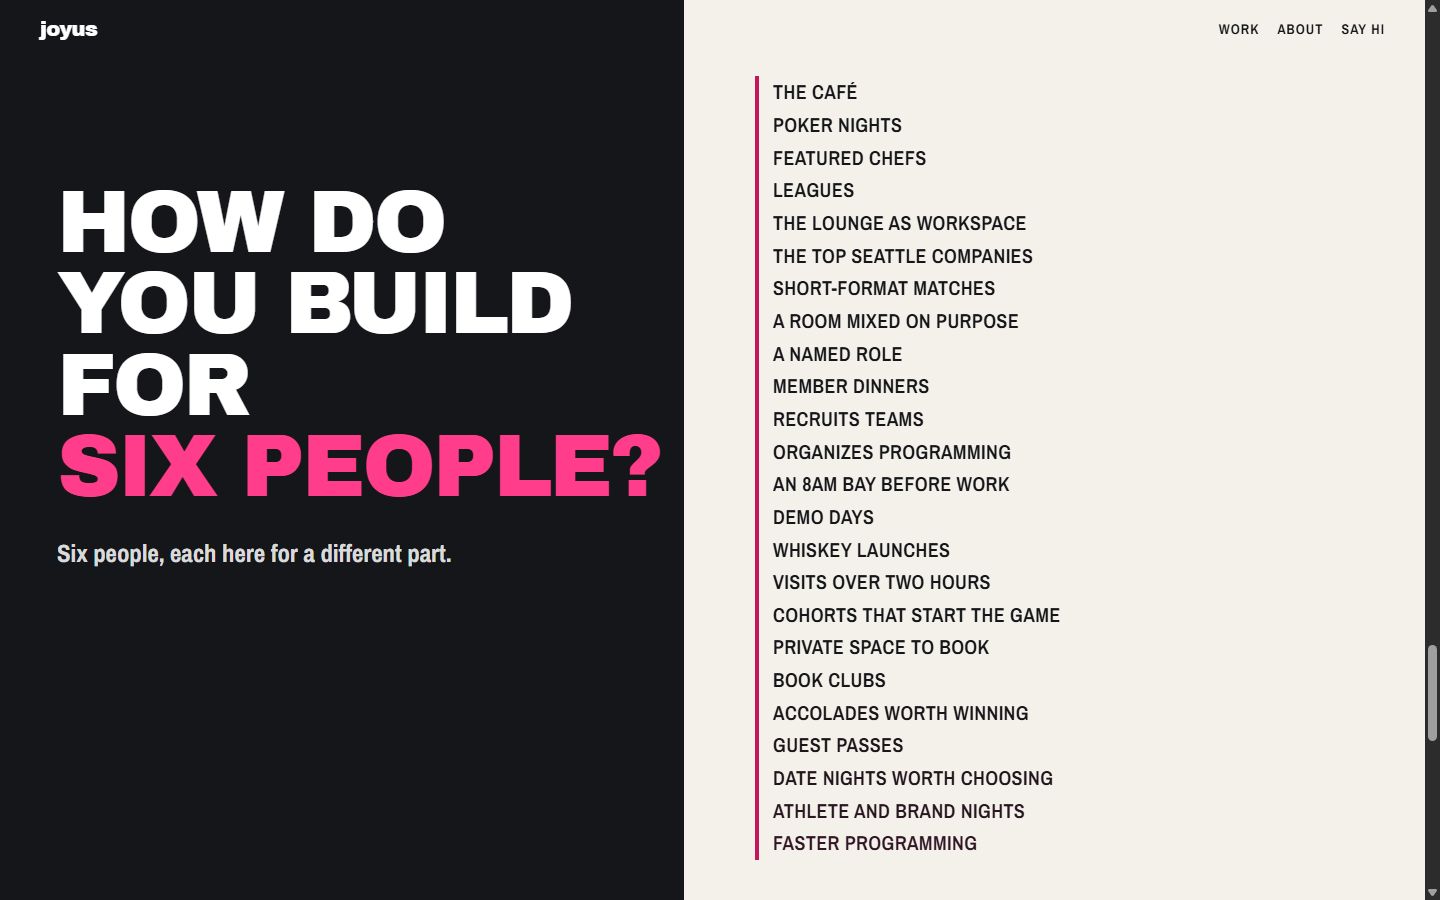 joyus
WORK ABOUT SAY HI
HOW DO
YOU BUILD
FOR
SIX PEOPLE?
Six people, each here for a different part.
THE CAFÉ
POKER NIGHTS
FEATURED CHEFS
LEAGUES
THE LOUNGE AS WORKSPACE
THE TOP SEATTLE COMPANIES
SHORT-FORMAT MATCHES
A ROOM MIXED ON PURPOSE
A NAMED ROLE
MEMBER DINNERS
RECRUITS TEAMS
ORGANIZES PROGRAMMING
AN 8AM BAY BEFORE WORK
DEMO DAYS
WHISKEY LAUNCHES
VISITS OVER TWO HOURS
COHORTS THAT START THE GAME
PRIVATE SPACE TO BOOK
BOOK CLUBS
ACCOLADES WORTH WINNING
GUEST PASSES
DATE NIGHTS WORTH CHOOSING
ATHLETE AND BRAND NIGHTS
FASTER PROGRAMMING